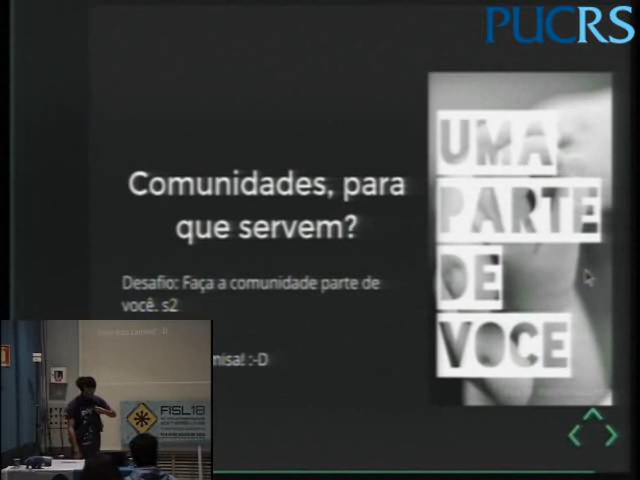 PUCRS
Comunidades, para
que servem?
Desafio: Faça a comunidade parte de
você. s2
misa! :-D
UMA
PARTE
DE
VOCE
FISL18